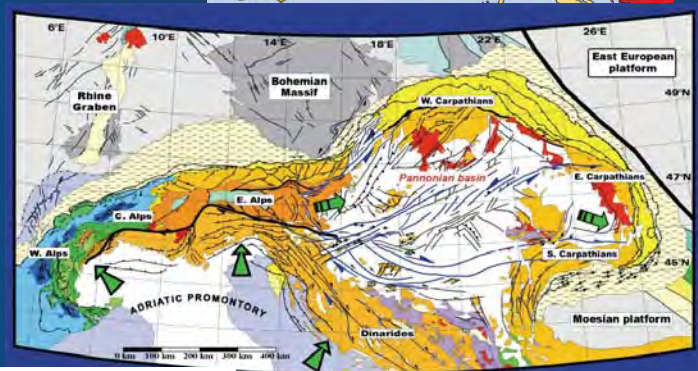 6°E
10°E
14°E
18°E
22°E
26°E
East European
platform
Bohemian
Massif
Rhine
Graben
49°N
W. Carpathians
Pannonian basin
E. Carpathians
47°N
E. Alps
C. Alps
W. Alps
S. Carpathians
45°N
ADRIATIC PROMONTORY
Moesian platform
Dinarides
0 km 100 km 200 km 300 km 400 km